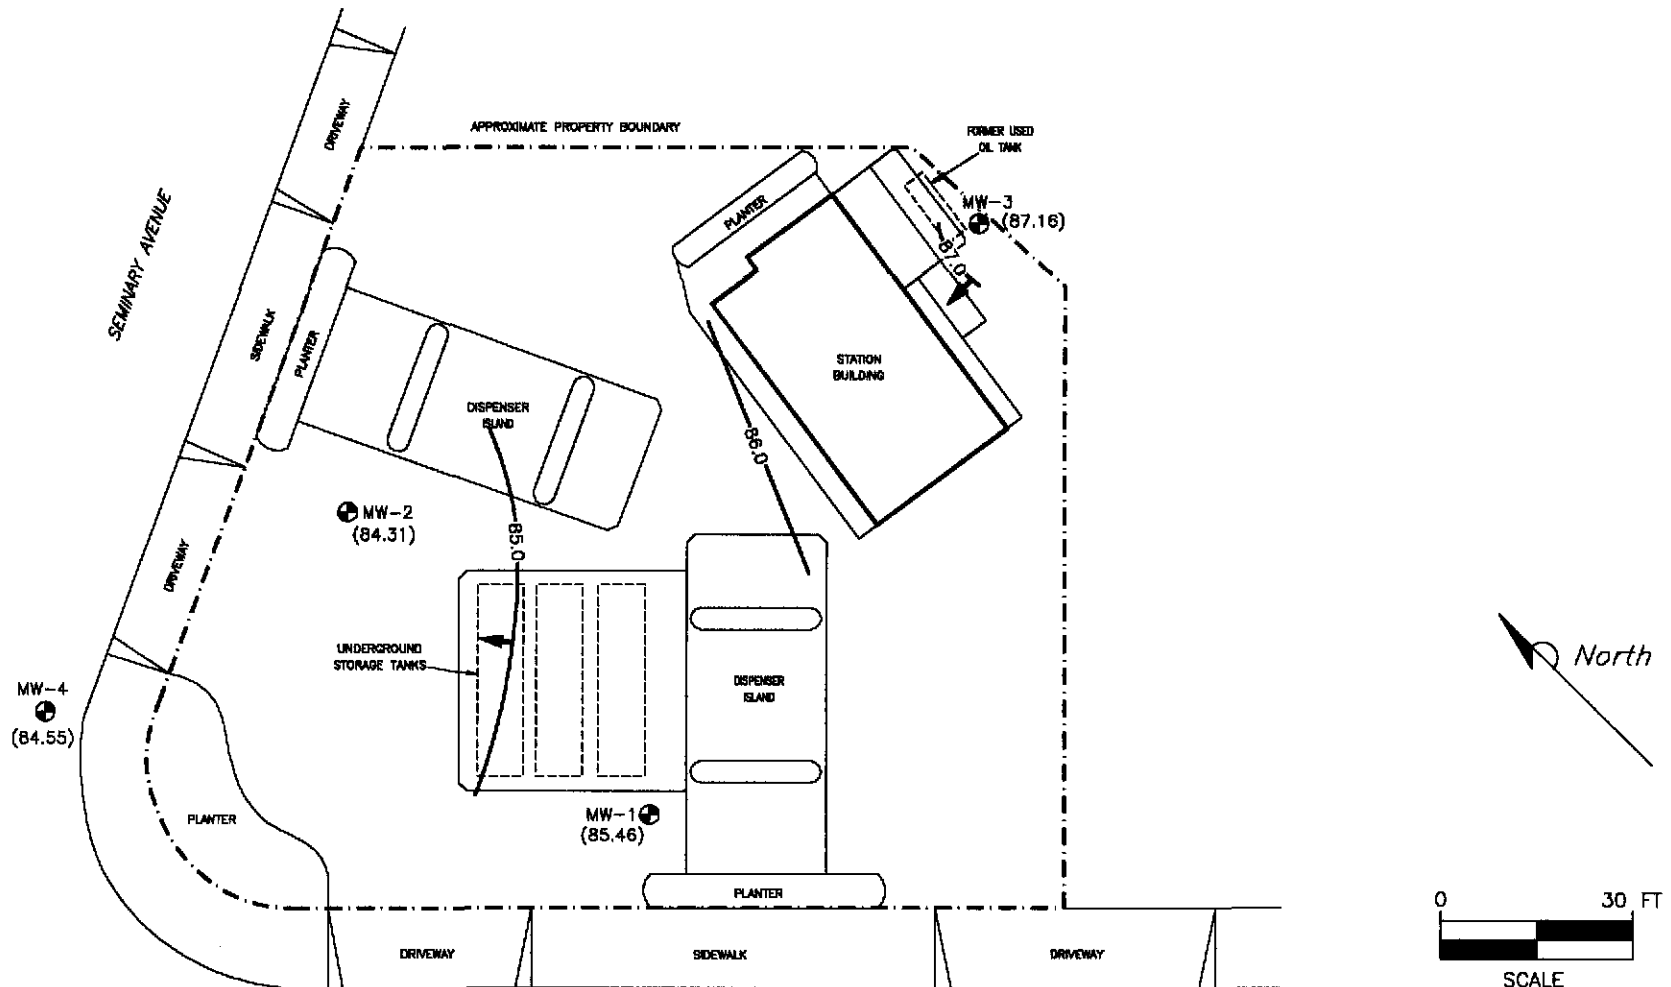 DRIVEWAY
APPROXIMATE PROPERTY BOUNDARY
FORMER USED
OIL TANK
SEMINARY AVENUE
PLANTER
MW-3
(87.16)
87.0
SIDEWALK
PLANTER
STATION
BUILDING
DISPENSER
ISLAND
86.0
MW-2
(84.31)
85.0
DRIVEWAY
UNDERGROUND
STORAGE TANKS
North
MW-4
(84.55)
DISPENSER
ISLAND
PLANTER
MW-1
(85.46)
PLANTER
0 30 FT
SCALE
DRIVEWAY
SIDEWALK
DRIVEWAY